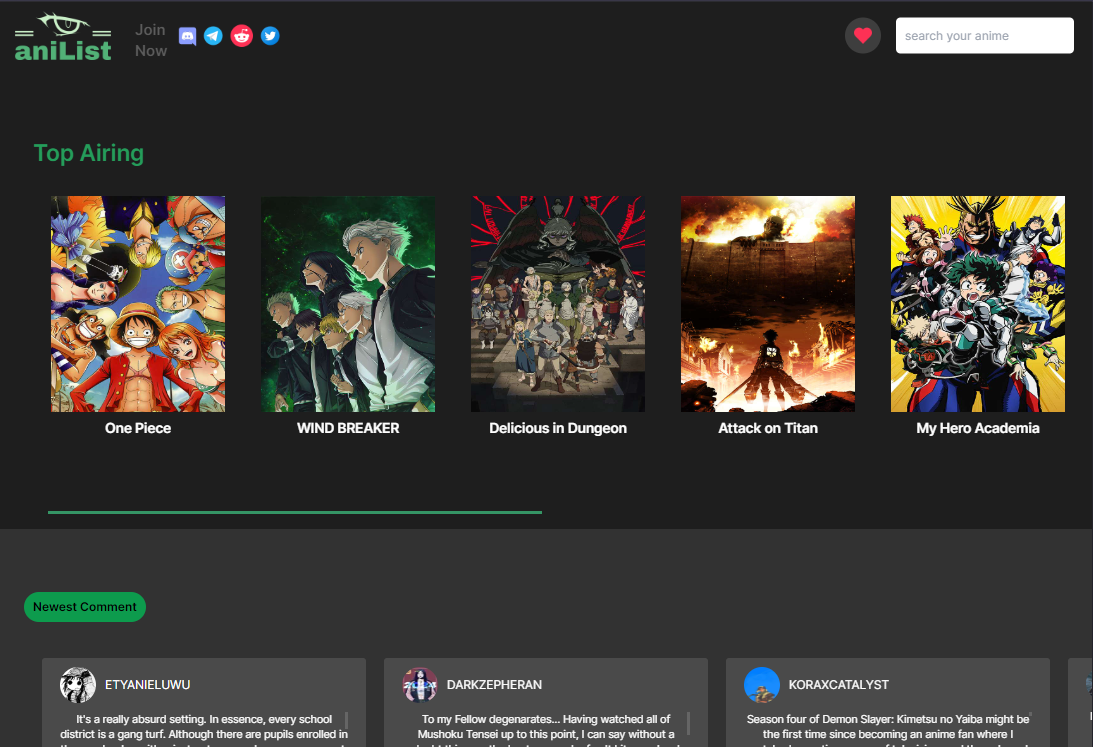 aniList
Join
Now
search your anime
Top Airing
One Piece
WIND BREAKER
Delicious in Dungeon
Attack on Titan
My Hero Academia
Newest Comment
ETYANIELUWU
It's a really absurd setting. In essence, every school
district is a gang turf. Although there are pupils enrolled in
DARKZEPHERAN
To my Fellow degenarates... Having watched all of
Mushoku Tensei up to this point, I can say without a
KORAXCATALYST
Season four of Demon Slayer: Kimetsu no Yaiba might be
the first time since becoming an anime fan where I